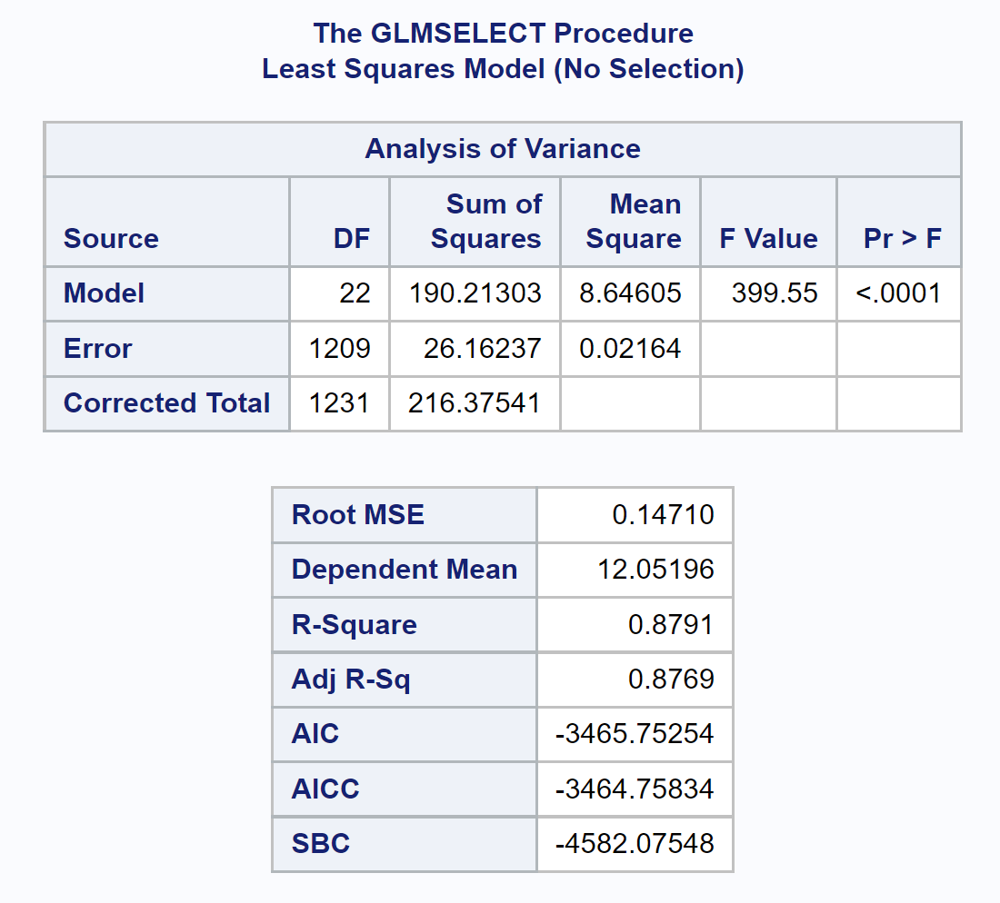 The GLMSELECT Procedure
Least Squares Model (No Selection)
Analysis of Variance
Source DF Sum of Squares Mean Square F Value Pr > F
Model 22 190.21303 8.64605 399.55 <.0001
Error 1209 26.16237 0.02164
Corrected Total 1231 216.37541
Root MSE 0.14710
Dependent Mean 12.05196
R-Square 0.8791
Adj R-Sq 0.8769
AIC -3465.75254
AICC -3464.75834
SBC -4582.07548